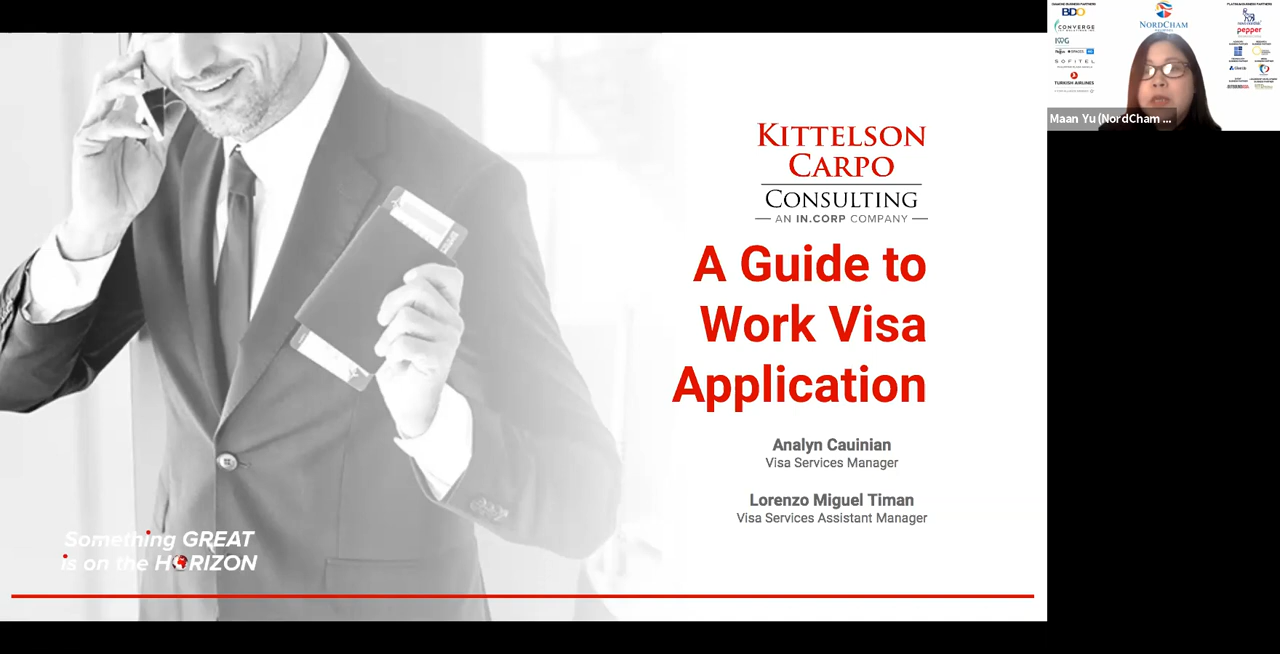 KITTELSON
CARPO
CONSULTING
AN IN.CORP COMPANY
A Guide to
Work Visa
Application
Analyn Cauinian
Visa Services Manager
Lorenzo Miguel Timan
Visa Services Assistant Manager
Something GREAT
is on the HORIZON
BDO
CONVERGE
IWG
SOFITEL
TURKISH AIRLINES
NORDCHAM
pepper
Maan Yu (NordCham ...